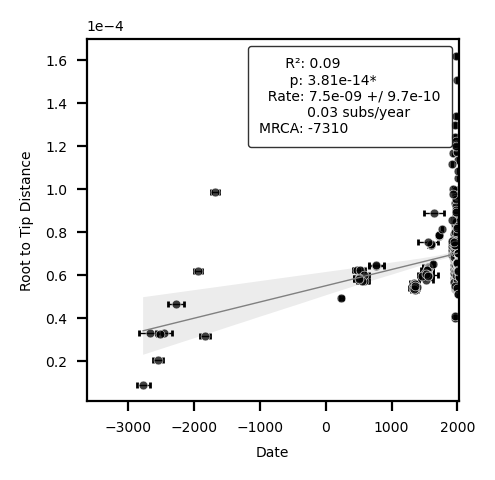 1e−4
R²: 0.09
p: 3.81e-14*
Rate: 7.5e-09 +/ 9.7e-10
0.03 subs/year
MRCA: -7310
1.6
1.4
1.2
1.0
0.8
0.6
0.4
0.2
Root to Tip Distance
−3000 −2000 −1000 0 1000 2000
Date